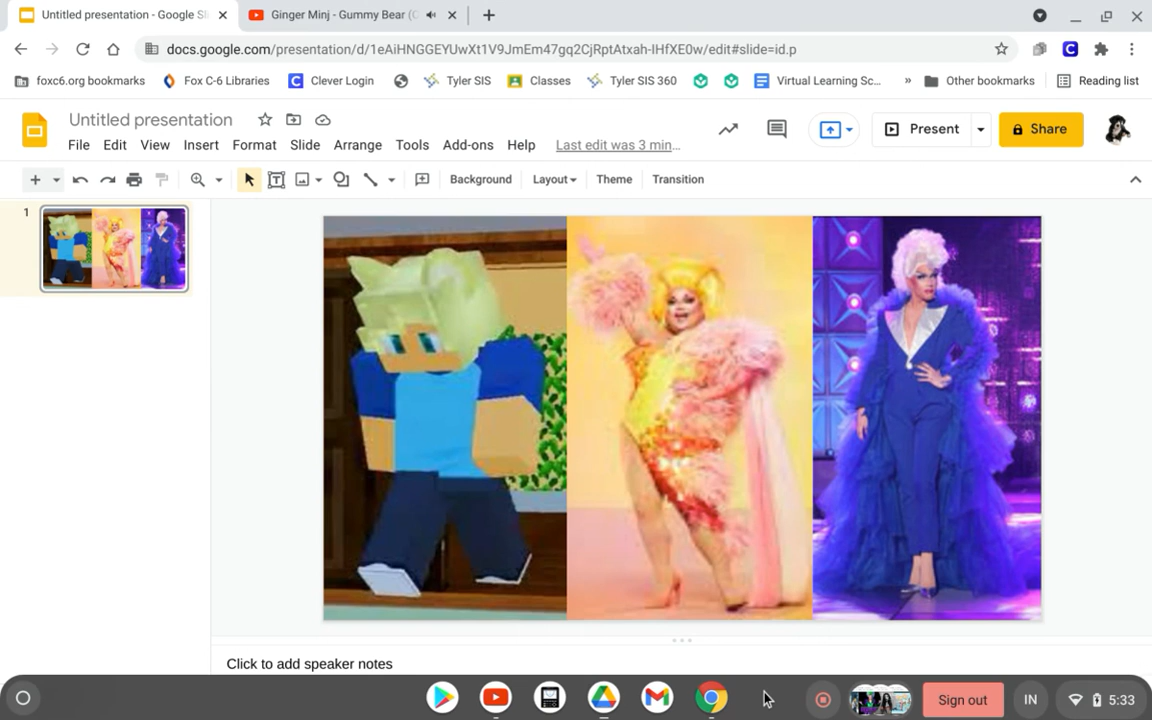 Untitled presentation - Google Sl
Ginger Minj - Gummy Bear (
docs.google.com/presentation/d/1eAiHNGGEYUwXt1V9JmEm47gq2CjRptAtxah-IHfXE0w/edit#slide=id.p
foxc6.org bookmarks
Fox C-6 Libraries
Clever Login
Tyler SIS
Classes
Tyler SIS 360
Virtual Learning Sc...
»
Other bookmarks
Reading list
Untitled presentation
Present
Share
File Edit View Insert Format Slide Arrange Tools Add-ons Help Last edit was 3 min...
Background Layout Theme Transition
1
Click to add speaker notes
Sign out
IN
5:33